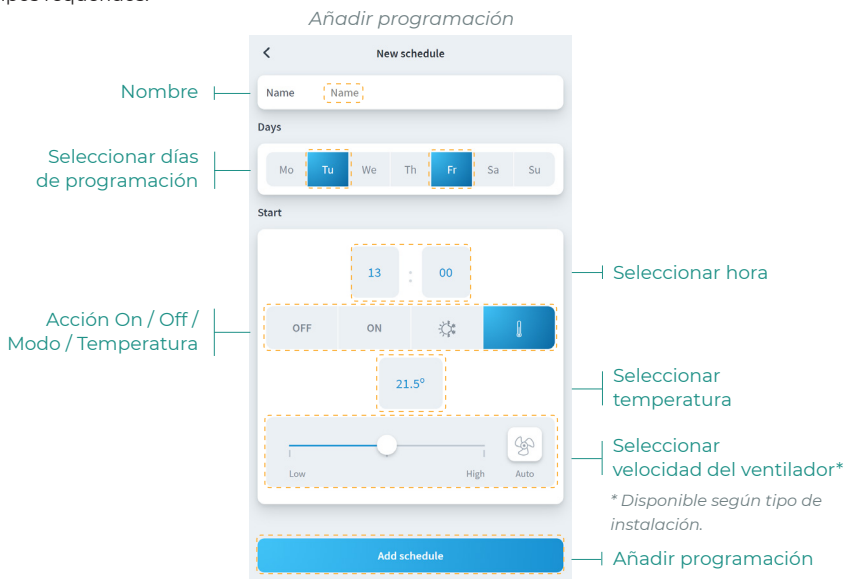 Añadir programación
New schedule
Nombre
Name Name
Days
Seleccionar días
de programación
Mo Tu We Th Fr Sa Su
Start
13 : 00
Seleccionar hora
Acción On / Off /
Modo / Temperatura
OFF ON
21.5º
Seleccionar
temperatura
Low High Auto
Seleccionar
velocidad del ventilador*
* Disponible según tipo de
instalación.
Add schedule
Añadir programación